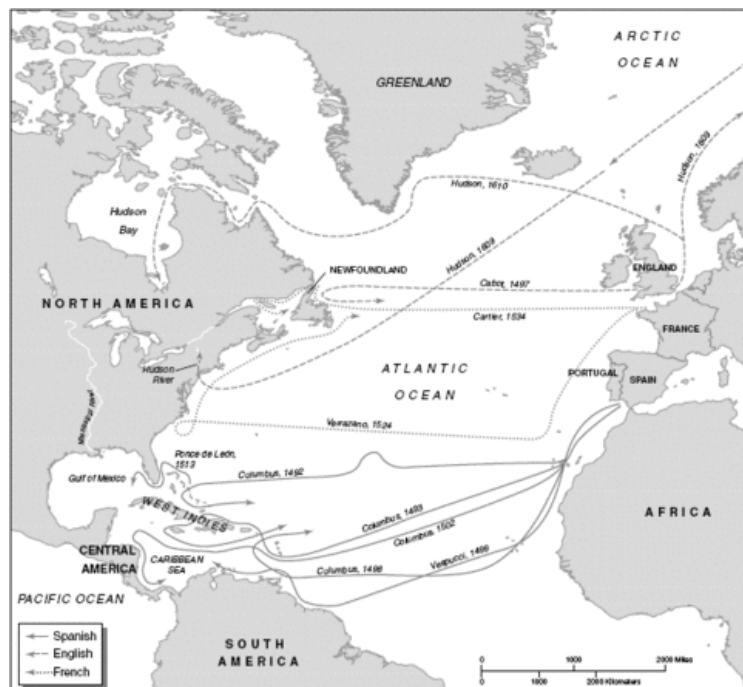 ARCTIC
OCEAN
GREENLAND
Hudson, 1609
Hudson, 1610
Hudson
Bay
Hudson, 1609
NEWFOUNDLAND
ENGLAND
Cabot, 1497
NORTH AMERICA
Cartier, 1534
FRANCE
Hudson
River
ATLANTIC
OCEAN
PORTUGAL
SPAIN
Mississippi River
Verrazano, 1524
Ponce de León,
1513
Gulf of Mexico
Columbus, 1492
WEST INDIES
Columbus, 1493
AFRICA
Columbus, 1502
CENTRAL
AMERICA
CARIBBEAN
SEA
Columbus, 1498
PACIFIC OCEAN
Spanish
English
French
SOUTH
AMERICA
0 1000 2000 Miles
0 1000 2000 Kilometers